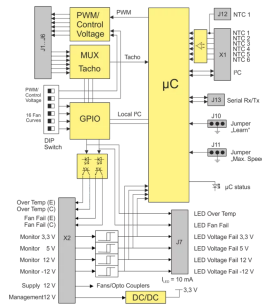 J1...J6
PWM/
Control
Voltage
PWM
MUX
Tacho
Tacho
µC
J12
NTC 1
NTC 1
NTC 2
NTC 3
NTC 4
NTC 5
NTC 6
X1
I²C
J13
Serial Rx/Tx
J10
Jumper
„Learn“
J11
Jumper
„Max. Spee
µC status
PWM/
Control
Voltage
16 Fan
Curves
DIP
Switch
GPIO
Local I²C
Over Temp (E)
Over Temp (C)
Fan Fail (E)
Fan Fail (C)
Monitor 3,3 V
Monitor 5 V
Monitor 12 V
Monitor -12 V
Supply 12 V
Management12 V
X2
Fans/Opto Couplers
DC/DC
3,3 V
J7
LED Over Temp
LED Fan Fail
LED Voltage Fail 3,3 V
LED Voltage Fail 5 V
LED Voltage Fail 12 V
LED Voltage Fail -12 V
I LED = 10 mA